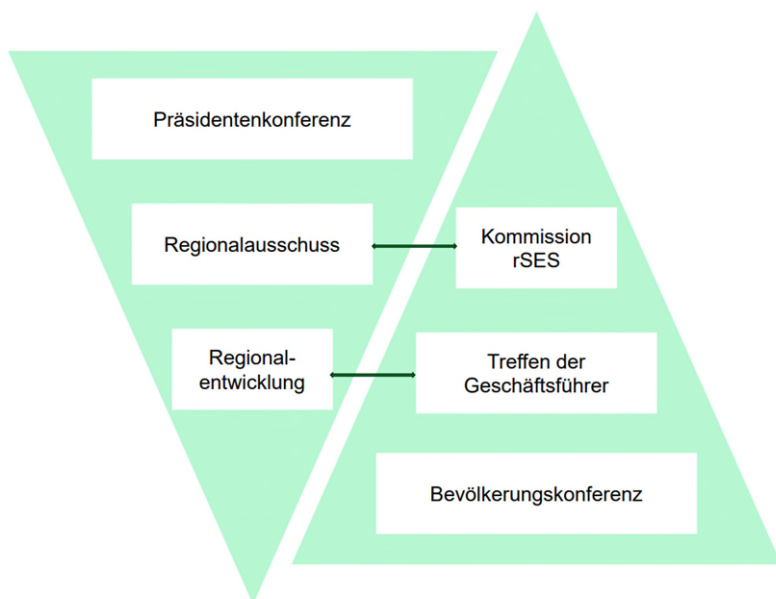 Präsidentenkonferenz
Regionalausschuss
Kommission
rSES
Regional-
entwicklung
Treffen der
Geschäftsführer
Bevölkerungskonferenz